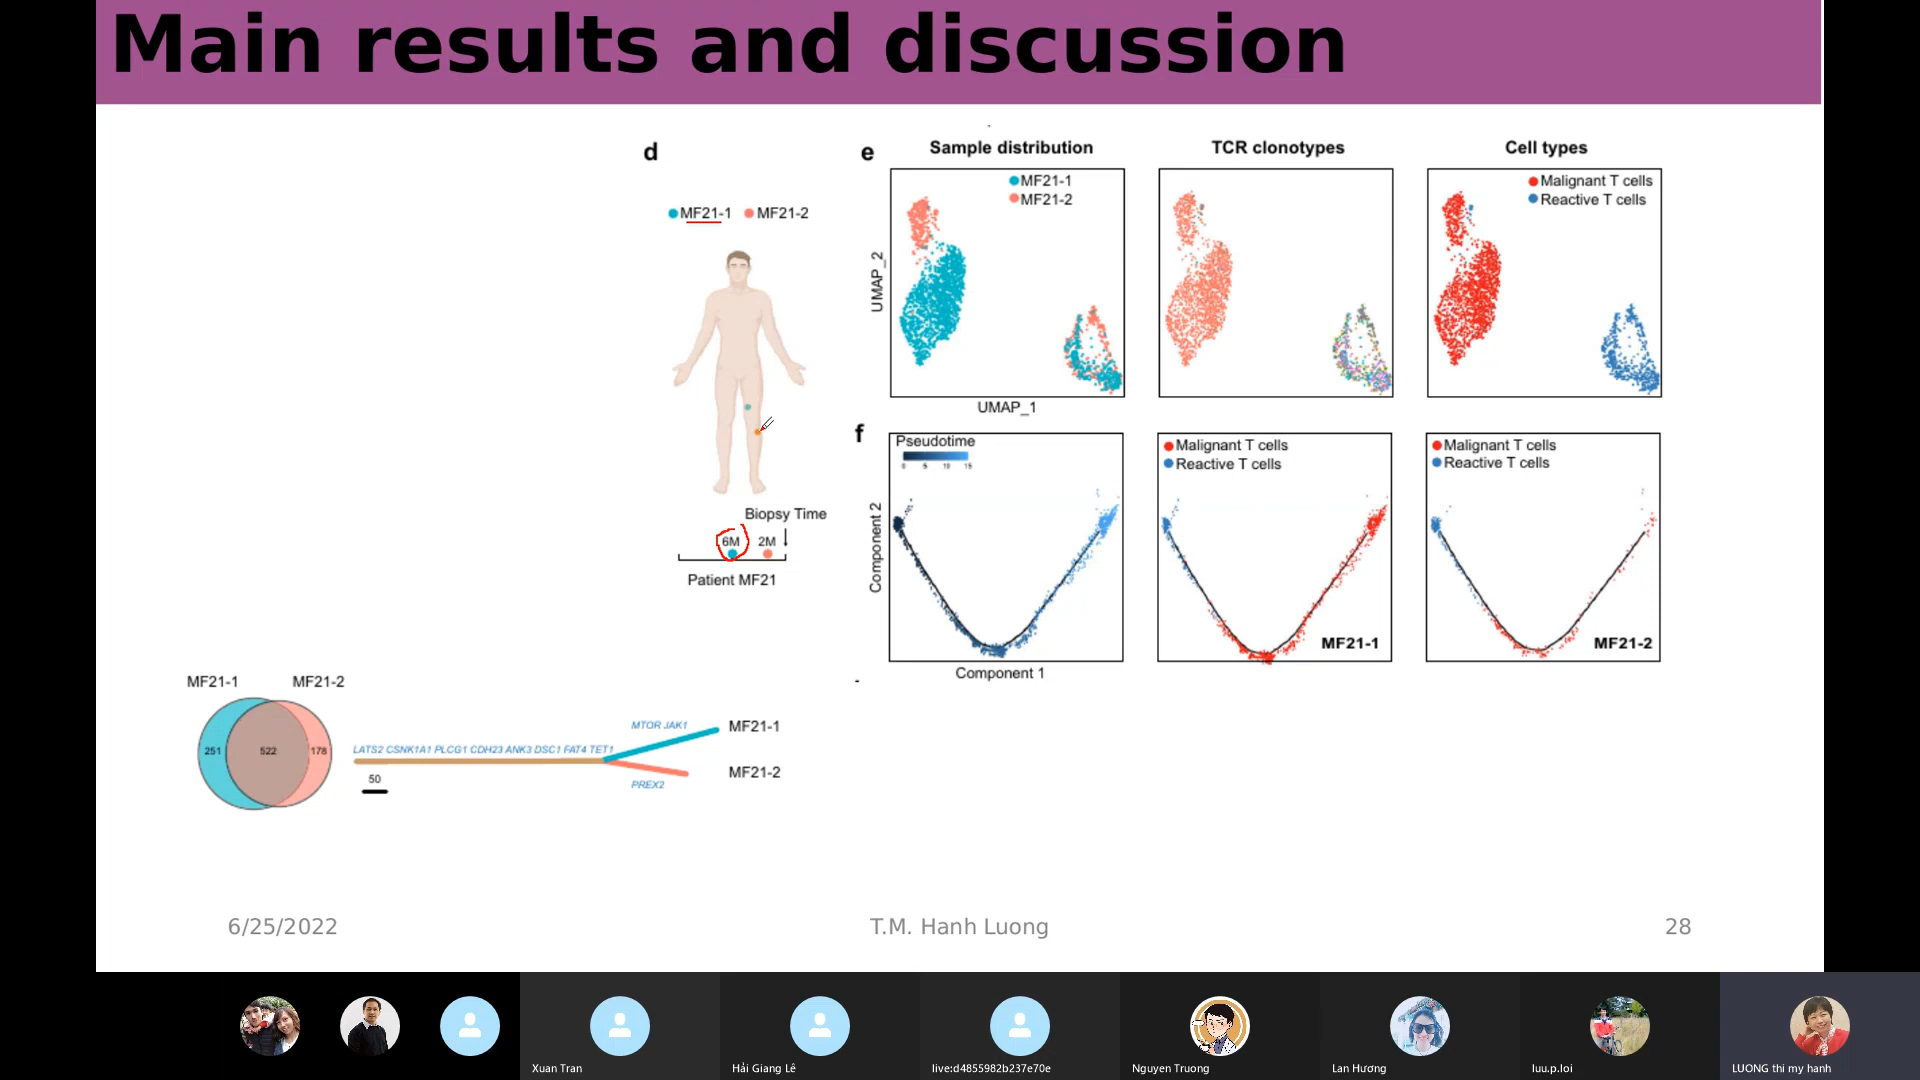 Main results and discussion
d
MF21-1 MF21-2
Biopsy Time
6M 2M
Patient MF21
e
Sample distribution
MF21-1
MF21-2
UMAP_2
UMAP_1
TCR clonotypes
Cell types
Malignant T cells
Reactive T cells
f
Pseudotime
0 5 10 15
Component 2
Component 1
Malignant T cells
Reactive T cells
MF21-1
Malignant T cells
Reactive T cells
MF21-2
MF21-1 MF21-2
251 522 178
LATS2 CSNK1A1 PLCG1 CDH23 ANK3 DSC1 FAT4 TET1
50
MTOR JAK1
MF21-1
MF21-2
PREX2
6/25/2022
T.M. Hanh Luong
28
Xuan Tran
Hải Giang Lê
live:d4855982b237e70e
Nguyen Truong
Lan Hương
luu.p.loi
LUONG thi my hanh